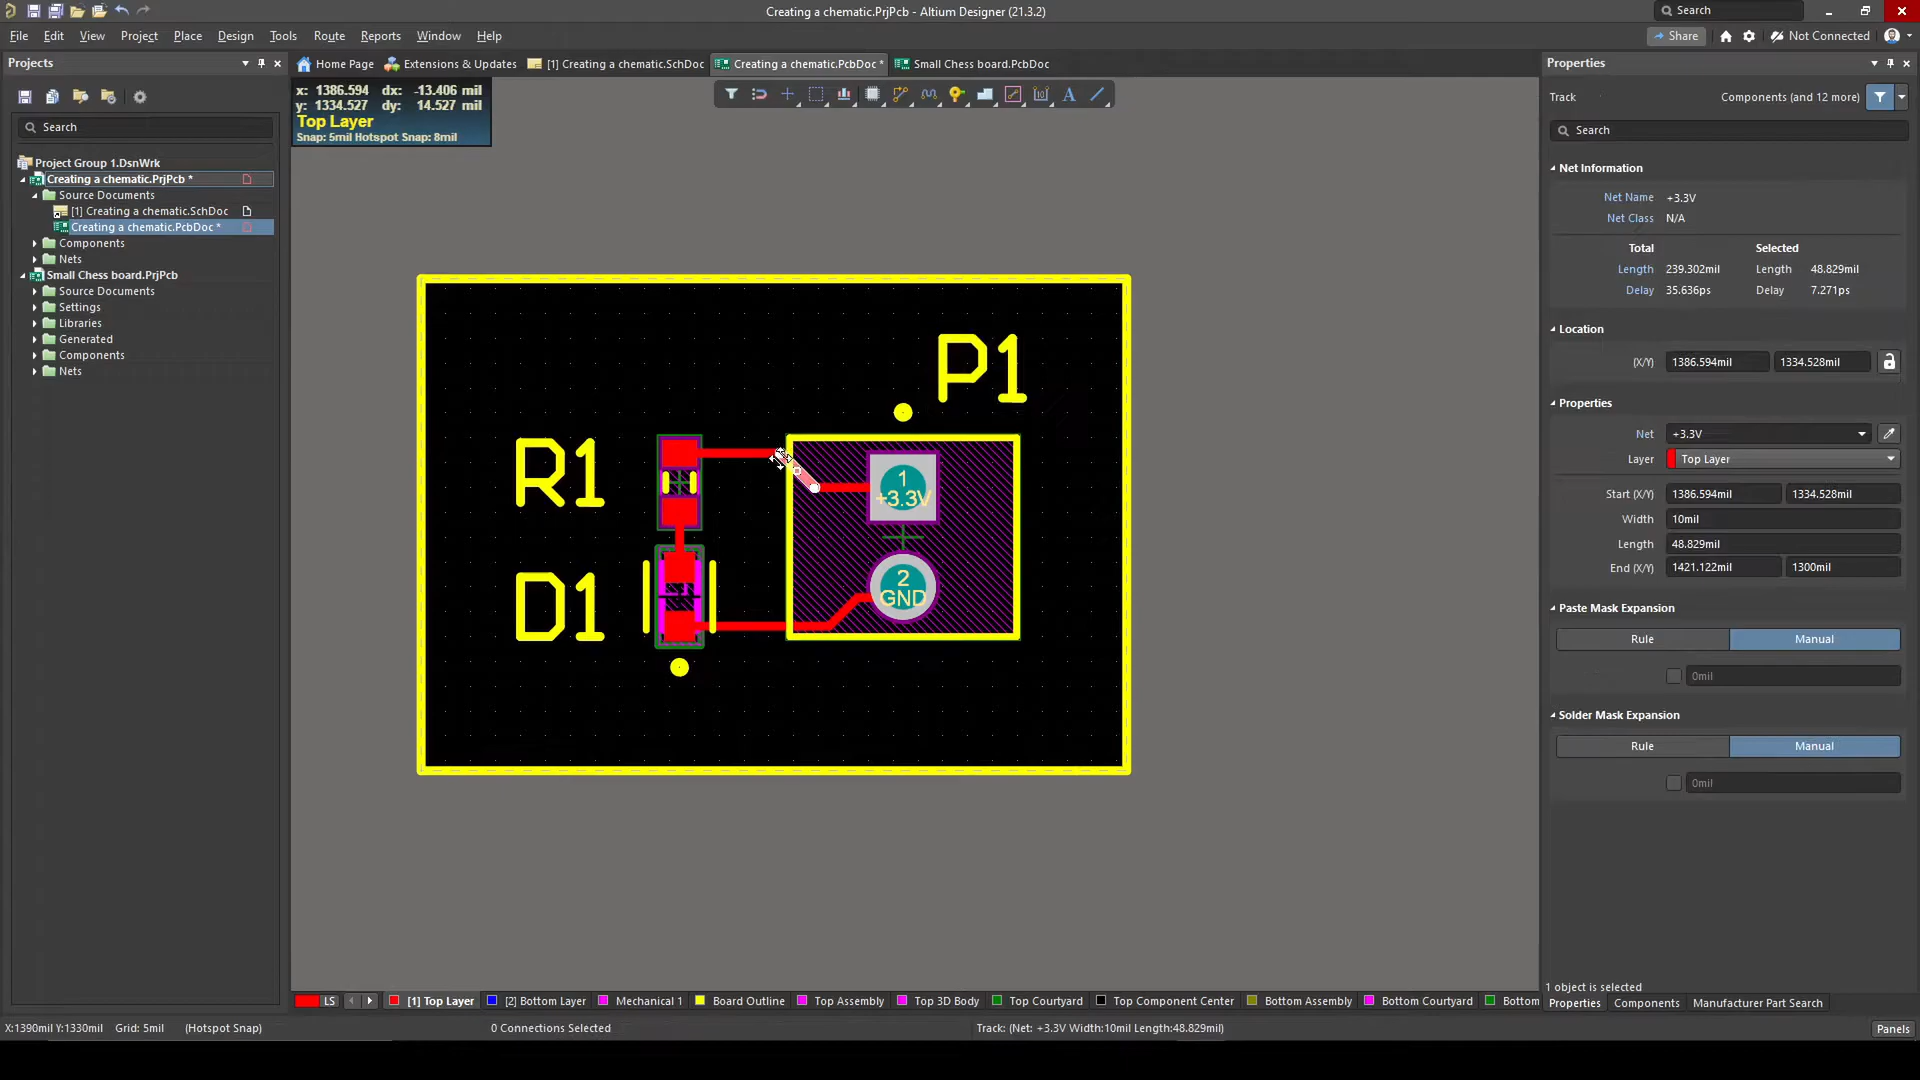 Creating a chematic.PrjPcb - Altium Designer (21.3.2)
Search
File Edit View Project Place Design Tools Route Reports Window Help
Share
Not Connected
Projects
Home Page
Extensions & Updates
[1] Creating a chematic.SchDoc
Creating a chematic.PcbDoc *
Small Chess board.PcbDoc
Search
Project Group 1.DsnWrk
Creating a chematic.PrjPcb *
Source Documents
[1] Creating a chematic.SchDoc
Creating a chematic.PcbDoc *
Components
Nets
Small Chess board.PrjPcb
Source Documents
Settings
Libraries
Generated
Components
Nets
x: 1386.594 dx: -13.406 mil
y: 1334.527 dy: 14.527 mil
Top Layer
Snap: 5mil Hotspot Snap: 8mil
P1
R1
D1
1
+3.3V
2
GND
Properties
Track
Components (and 12 more)
Search
Net Information
Net Name +3.3V
Net Class N/A
Total Selected
Length 239.302mil Length 48.829mil
Delay 35.636ps Delay 7.271ps
Location
(X/Y) 1386.594mil 1334.528mil
Properties
Net +3.3V
Layer Top Layer
Start (X/Y) 1386.594mil 1334.528mil
Width 10mil
Length 48.829mil
End (X/Y) 1421.122mil 1300mil
Paste Mask Expansion
Rule Manual
0mil
Solder Mask Expansion
Rule Manual
0mil
1 object is selected
Properties Components Manufacturer Part Search
LS [1] Top Layer [2] Bottom Layer Mechanical 1 Board Outline Top Assembly Top 3D Body Top Courtyard Top Component Center Bottom Assembly Bottom Courtyard Bottom
X:1390mil Y:1330mil Grid: 5mil (Hotspot Snap) 0 Connections Selected Track: (Net: +3.3V Width:10mil Length:48.829mil) Panels